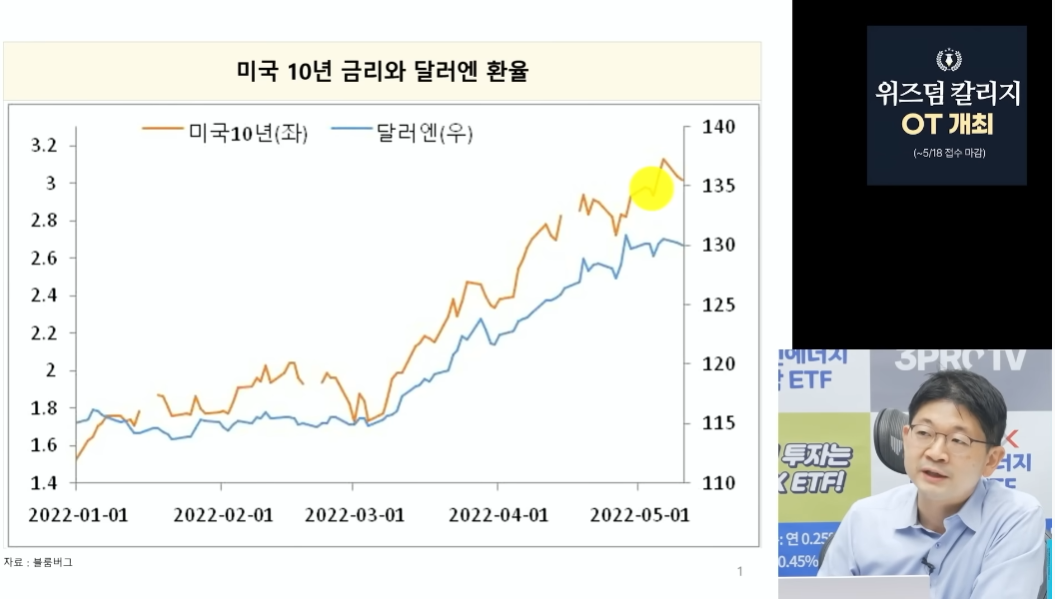 미국 10년 금리와 달러엔 환율
미국10년(좌) 달러엔(우)
3.2
3
2.8
2.6
2.4
2.2
2
1.8
1.6
1.4
140
135
130
125
120
115
110
2022-01-01 2022-02-01 2022-03-01 2022-04-01 2022-05-01
자료 : 블룸버그
1
위즈덤 칼리지
OT 개최
(~5/18 접수 마감)
에너지
ETF
3PRO TV
투자는
ETF!
: 연 0.25
0.45%